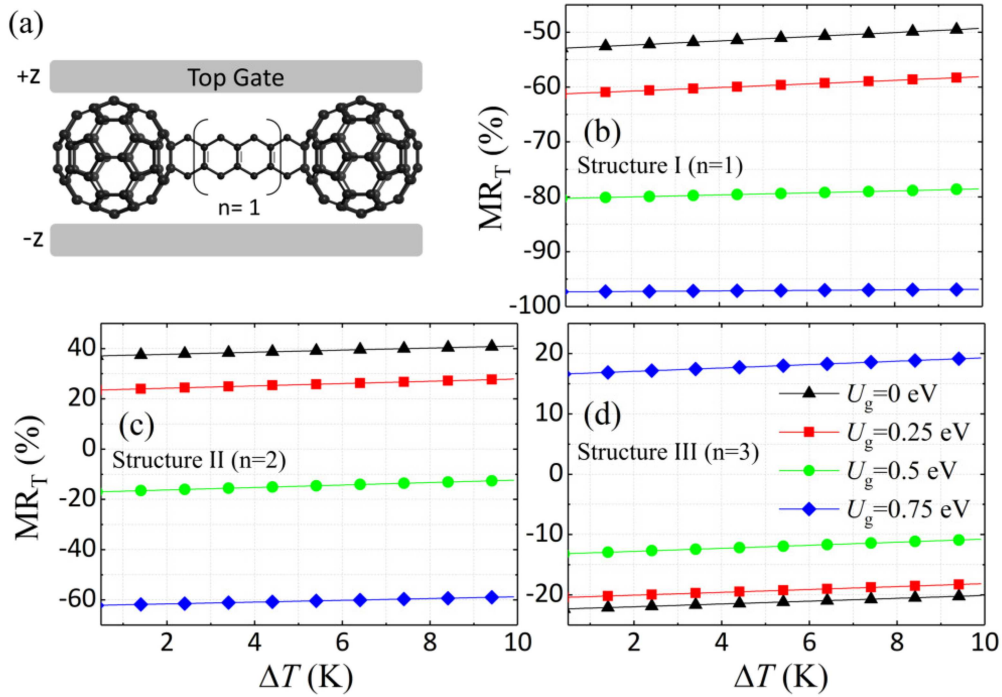 (a)
+z
Top Gate
n= 1
-z
-50
-60
-70
-80
-90
-100
MR_T (%)
(b)
Structure I (n=1)
40
20
0
-20
-40
-60
MR_T (%)
(c)
Structure II (n=2)
2
4
6
8
10
ΔT (K)
20
10
0
-10
-20
(d)
Structure III (n=3)
U_g=0 eV
U_g=0.25 eV
U_g=0.5 eV
U_g=0.75 eV
2
4
6
8
10
ΔT (K)